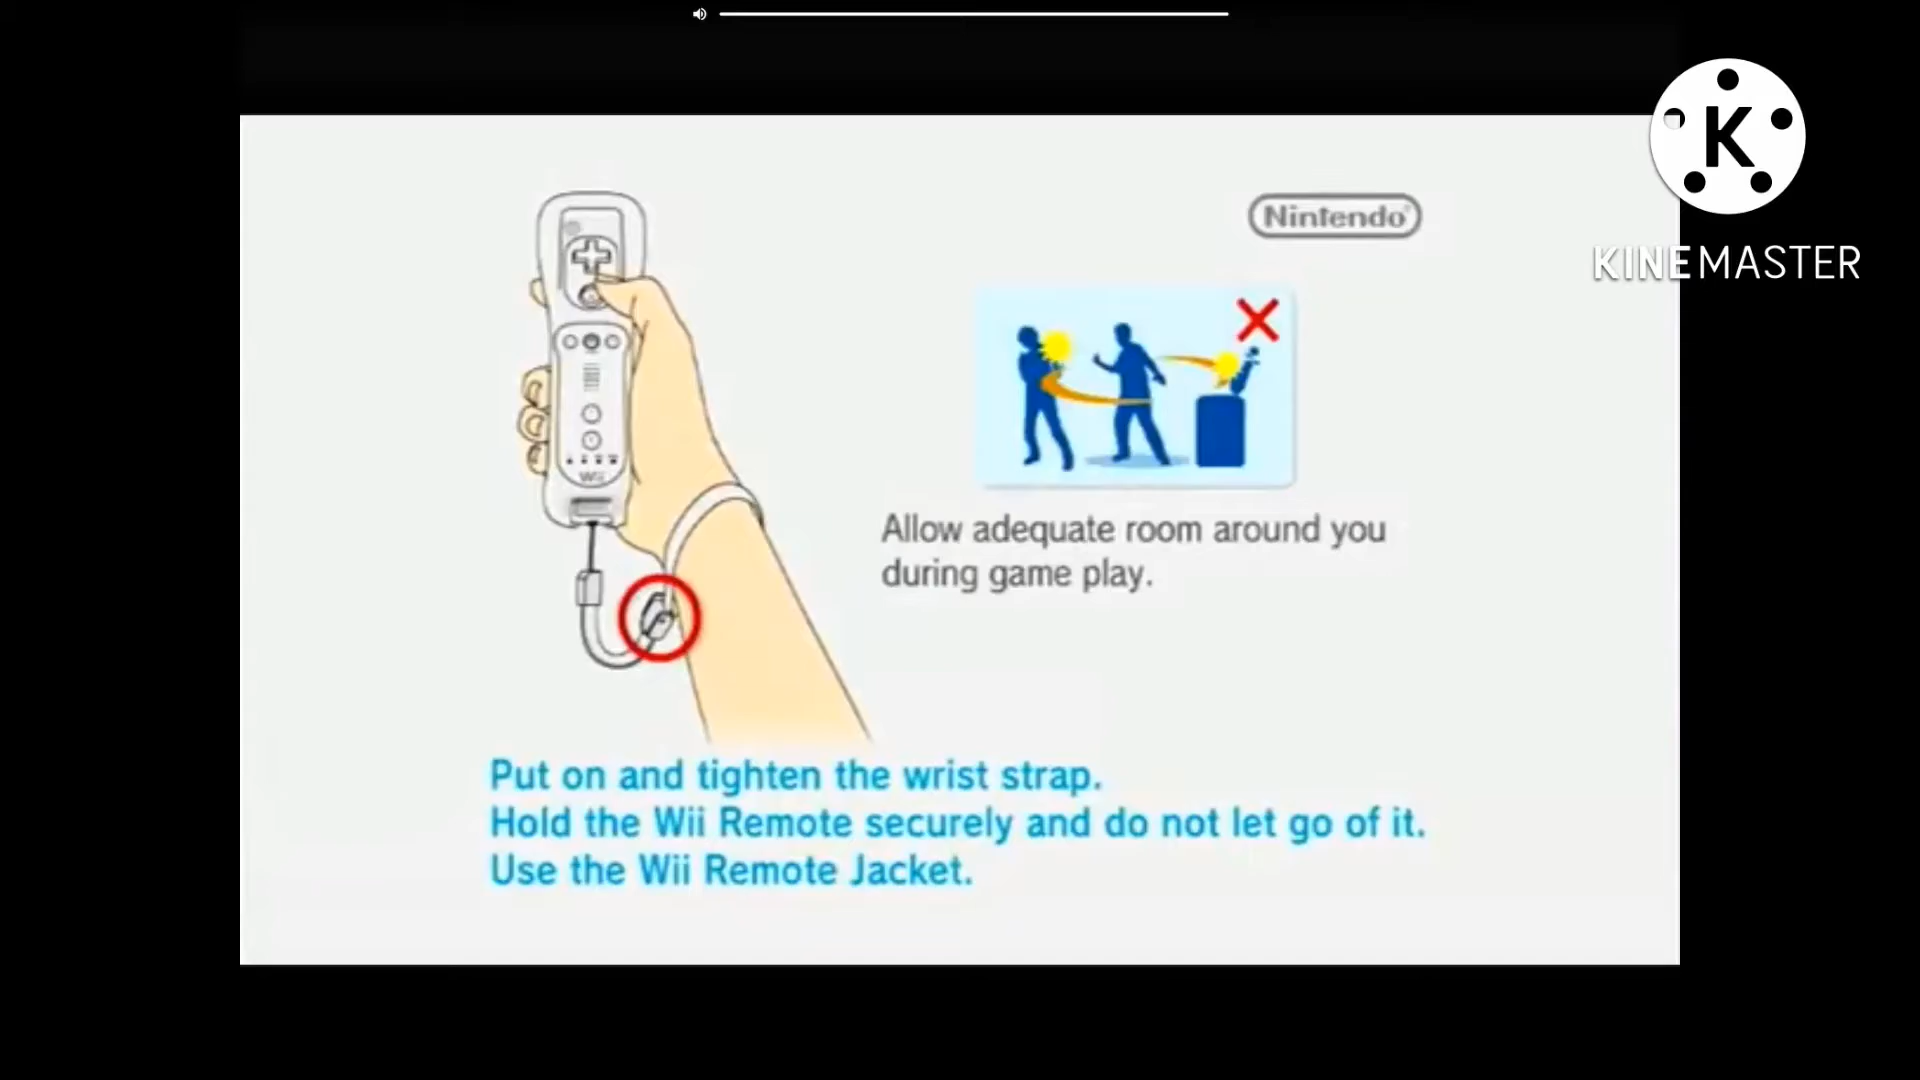 Nintendo
K
KINEMASTER
Wii
Allow adequate room around you
during game play.
Put on and tighten the wrist strap.
Hold the Wii Remote securely and do not let go of it.
Use the Wii Remote Jacket.